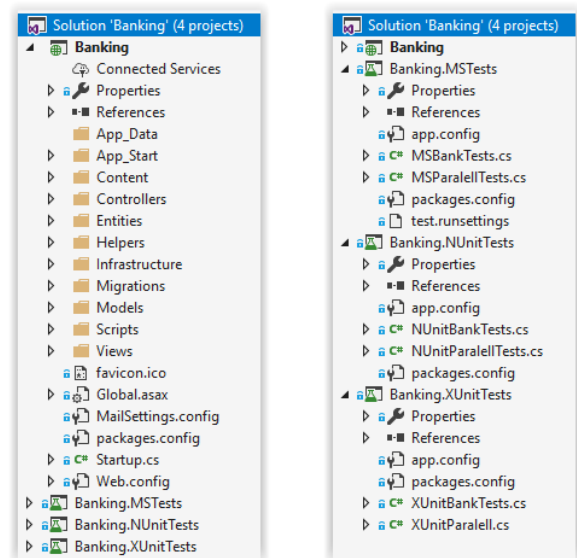 Solution 'Banking' (4 projects)
Banking
Connected Services
Properties
References
App_Data
App_Start
Content
Controllers
Entities
Helpers
Infrastructure
Migrations
Models
Scripts
Views
favicon.ico
Global.asax
MailSettings.config
packages.config
C# Startup.cs
Web.config
Banking.MSTests
Banking.NUnitTests
Banking.XUnitTests
Solution 'Banking' (4 projects)
Banking
Banking.MSTests
Properties
References
app.config
C# MSBankTests.cs
C# MSParalellTests.cs
packages.config
test.runsettings
Banking.NUnitTests
Properties
References
app.config
C# NUnitBankTests.cs
C# NUnitParalellTests.cs
packages.config
Banking.XUnitTests
Properties
References
app.config
packages.config
C# XUnitBankTests.cs
C# XUnitParalell.cs